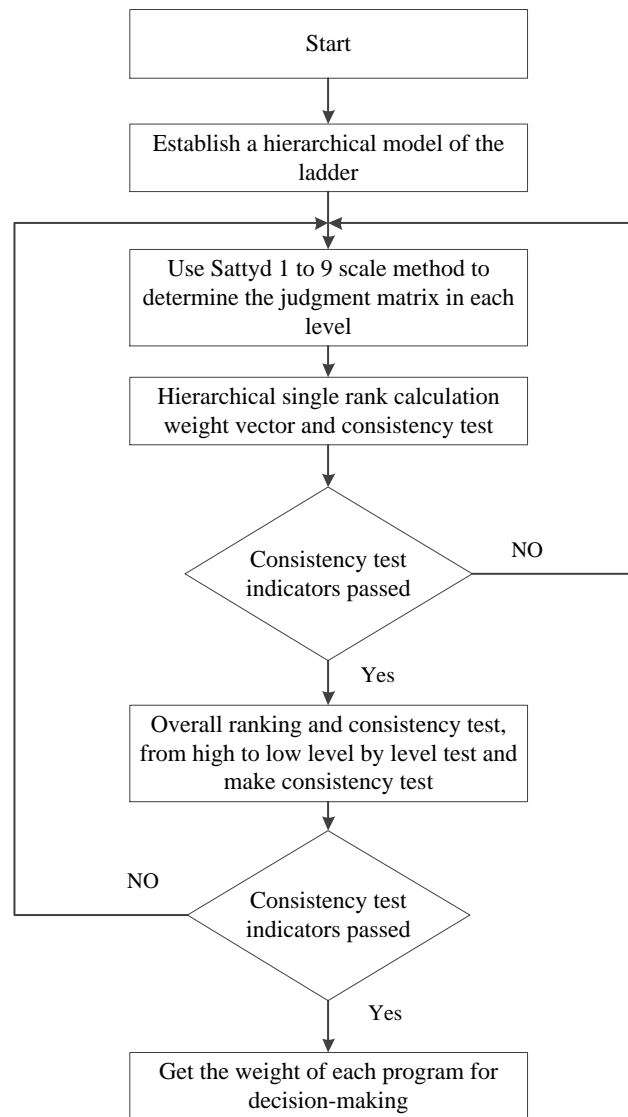 Start
Establish a hierarchical model of the
ladder
Use Sattyd 1 to 9 scale method to
determine the judgment matrix in each
level
Hierarchical single rank calculation
weight vector and consistency test
Consistency test
indicators passed
NO
Yes
Overall ranking and consistency test,
from high to low level by level test and
make consistency test
NO
Consistency test
indicators passed
Yes
Get the weight of each program for
decision-making